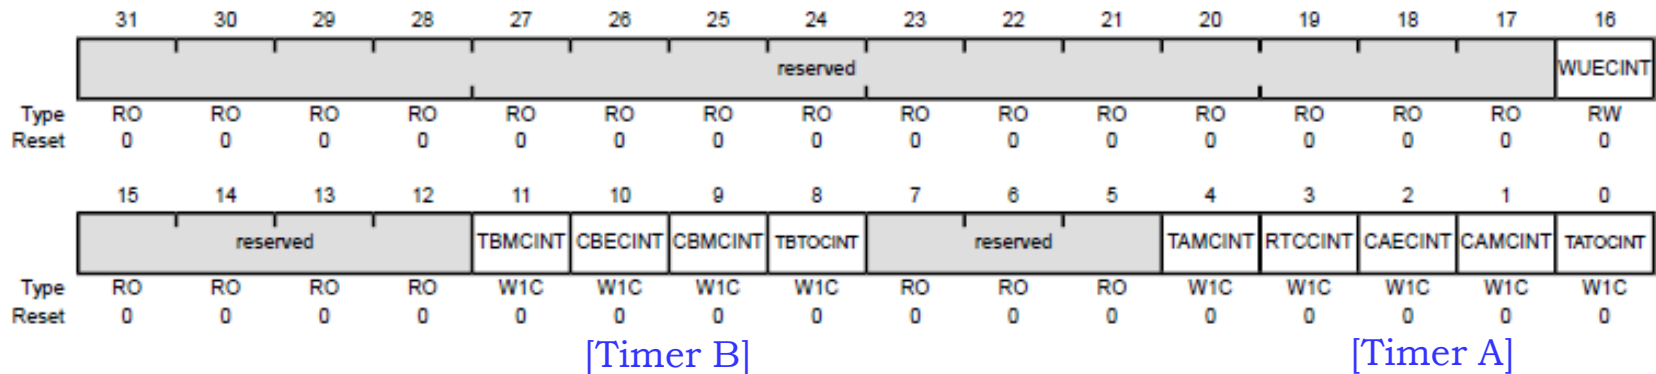 31 30 29 28 27 26 25 24 23 22 21 20 19 18 17 16
reserved WUECINT
Type RO RO RO RO RO RO RO RO RO RO RO RO RO RO RO RW
Reset 0 0 0 0 0 0 0 0 0 0 0 0 0 0 0 0
15 14 13 12 11 10 9 8 7 6 5 4 3 2 1 0
reserved TBMCINT CBECINT CBMCINT TBTOCINT reserved TAMCINT RTCCINT CAECINT CAMCINT TATOCINT
Type RO RO RO RO W1C W1C W1C W1C RO RO RO W1C W1C W1C W1C W1C
Reset 0 0 0 0 0 0 0 0 0 0 0 0 0 0 0 0
[Timer B] [Timer A]